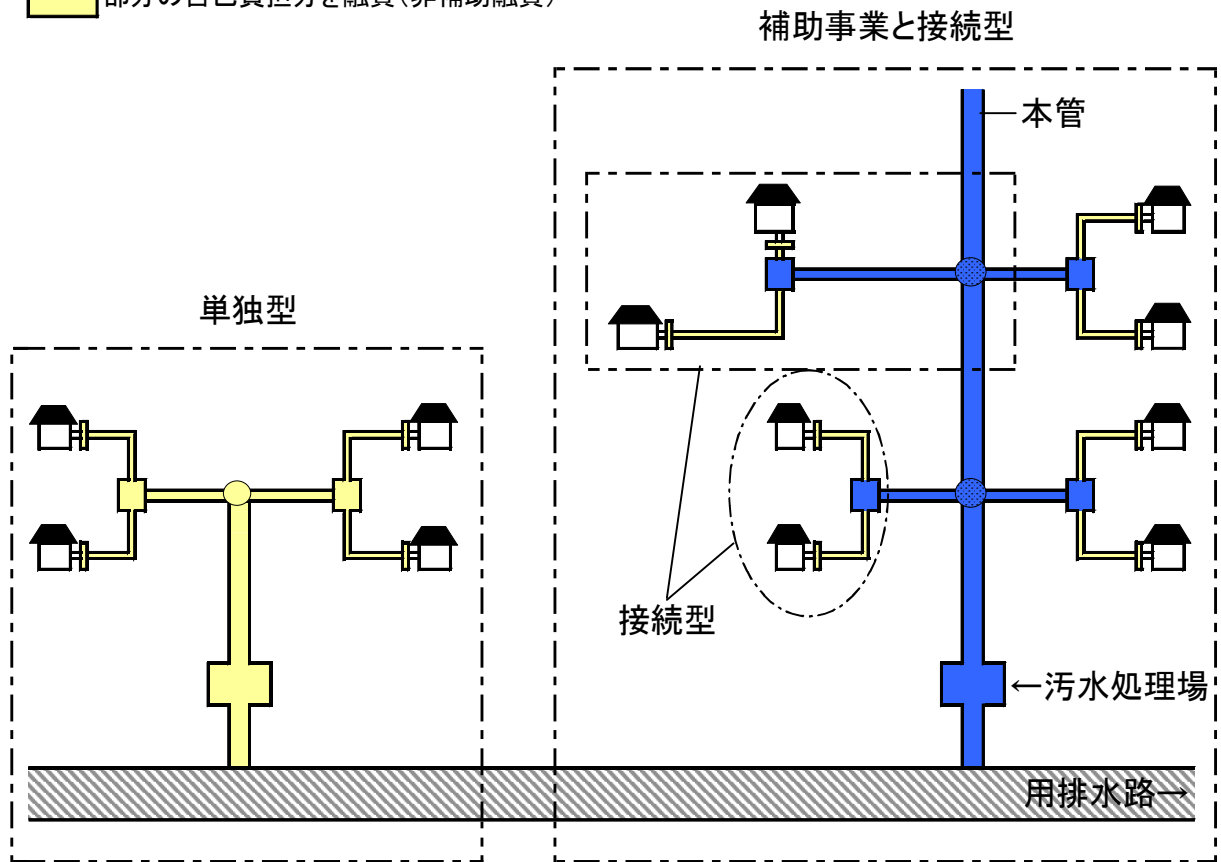 部分の自己負担分を融資(非補助融資)
補助事業と接続型
本管
単独型
接続型
←汚水処理場
用排水路→